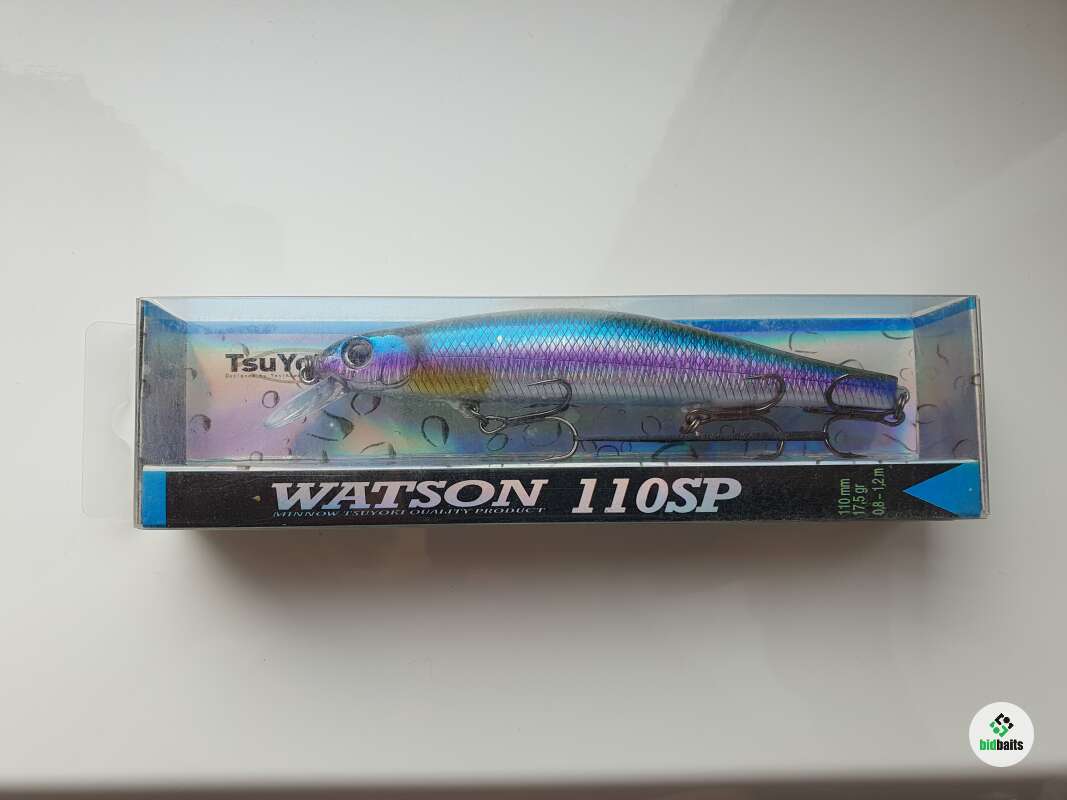 TsuYo
WATSON 110SP
MINNOW TSUYOKI QUALITY PRODUCT
110 mm
17,5 gr
0,8 – 1,2 m
bidbaits